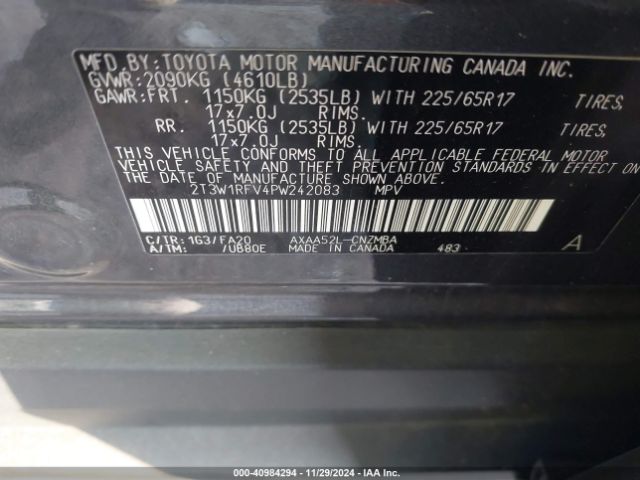 MFD. BY: TOYOTA MOTOR MANUFACTURING CANADA INC.
GVWR: 2090KG (4610LB)
GAWR: FRT. 1150KG (2535LB) WITH 225/65R17 TIRES,
17x7.0J RIMS.
RR. 1150KG (2535LB) WITH 225/65R17 TIRES,
17x7.0J RIMS.
THIS VEHICLE CONFORMS TO ALL APPLICABLE FEDERAL MOTOR
VEHICLE SAFETY AND THEFT PREVENTION STANDARDS IN EFFECT ON
THE DATE OF MANUFACTURE SHOWN ABOVE.
2T3W1RFV4PW242083 MPV
C/TR: 1G3/FA20 AXAA52L-CNZMBA
A/TM: /UB80E MADE IN CANADA 483 A
000-40984294 - 11/29/2024 - IAA Inc.